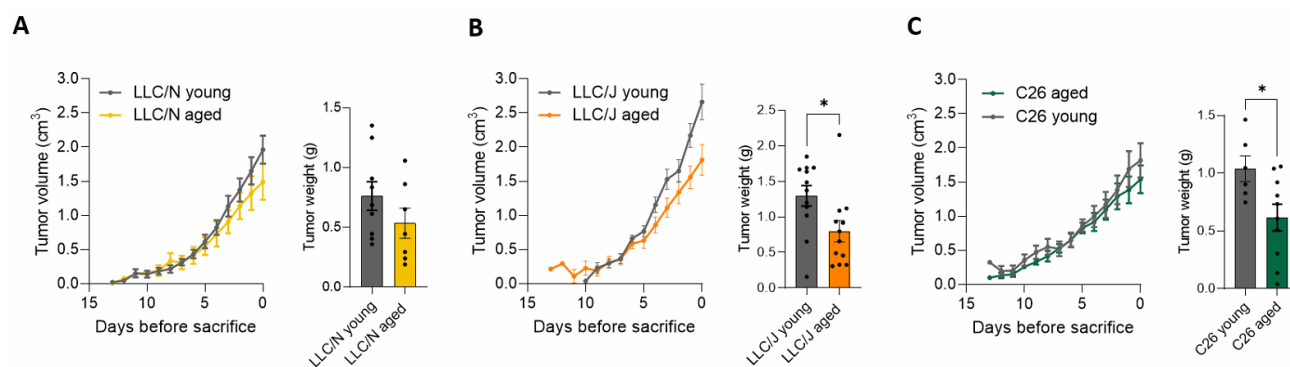 A
Tumor volume (cm³)
3.0
2.5
2.0
1.5
1.0
0.5
0.0
15
10
5
0
Days before sacrifice
LLC/N young
LLC/N aged
Tumor weight (g)
1.5
1.0
0.5
0.0
LLC/N young
LLC/N aged
B
Tumor volume (cm³)
3.0
2.5
2.0
1.5
1.0
0.5
0.0
15
10
5
0
Days before sacrifice
LLC/J young
LLC/J aged
Tumor weight (g)
2.5
2.0
1.5
1.0
0.5
0.0
*
LLC/J young
LLC/J aged
C
Tumor volume (cm³)
3.0
2.5
2.0
1.5
1.0
0.5
0.0
15
10
5
0
Days before sacrifice
C26 aged
C26 young
Tumor weight (g)
1.5
1.0
0.5
0.0
*
C26 young
C26 aged